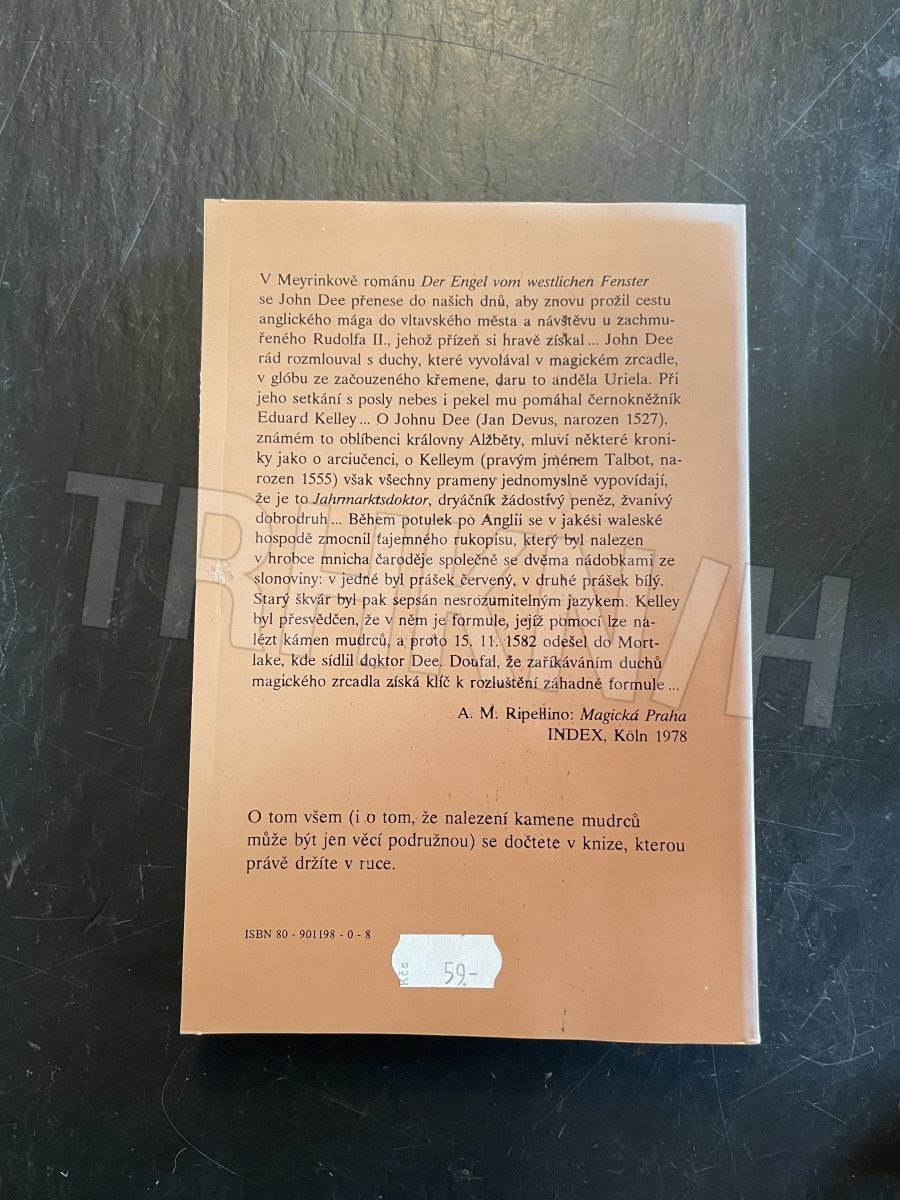 V Meyrinkově románu Der Engel vom westlichen Fenster
se John Dee přenese do našich dnů, aby znovu prožil cestu
anglického mága do vltavského města a návštěvu u zachmu-
řeného Rudolfa II., jehož přízeň si hravě získal ... John Dee
rád rozmlouval s duchy, které vyvolával v magickém zrcadle,
v glóbu ze začouzeného křemene, daru to anděla Uriela. Při
jeho setkání s posly nebes i pekel mu pomáhal černokněžník
Eduard Kelley ... O Johnu Dee (Jan Devus, narozen 1527),
známém to oblíbenci královny Alžběty, mluví některé kroni-
ky jako o arciučenci, o Kelleym (pravým jménem Talbot, na-
rozen 1555) však všechny prameny jednomyslně vypovídají,
že je to Jahrmarktsdoktor, dryáčník žádostivý peněz, žvanivý
dobrodruh ... Během potulek po Anglii se v jakési waleské
hospodě zmocnil tajemného rukopisu, který byl nalezen
v hrobce mnicha čaroděje společně se dvěma nádobkami ze
slonoviny: v jedné byl prášek červený, v druhé prášek bílý.
Starý škvár byl pak sepsán nesrozumitelným jazykem. Kelley
byl přesvědčen, že v něm je formule, jejíž pomocí lze na-
lézt kámen mudrců, a proto 15. 11. 1582 odešel do Mort-
lake, kde sídlil doktor Dee. Doufal, že zaříkáváním duchů
magického zrcadla získá klíč k rozluštění záhadné formule ...
A. M. Ripellino: Magická Praha
INDEX, Köln 1978
O tom všem (i o tom, že nalezení kamene mudrců
může být jen věcí podružnou) se dočtete v knize, kterou
právě držíte v ruce.
ISBN 80 - 901198 - 0 - 8
Kčs 59.-
TRHKNIH